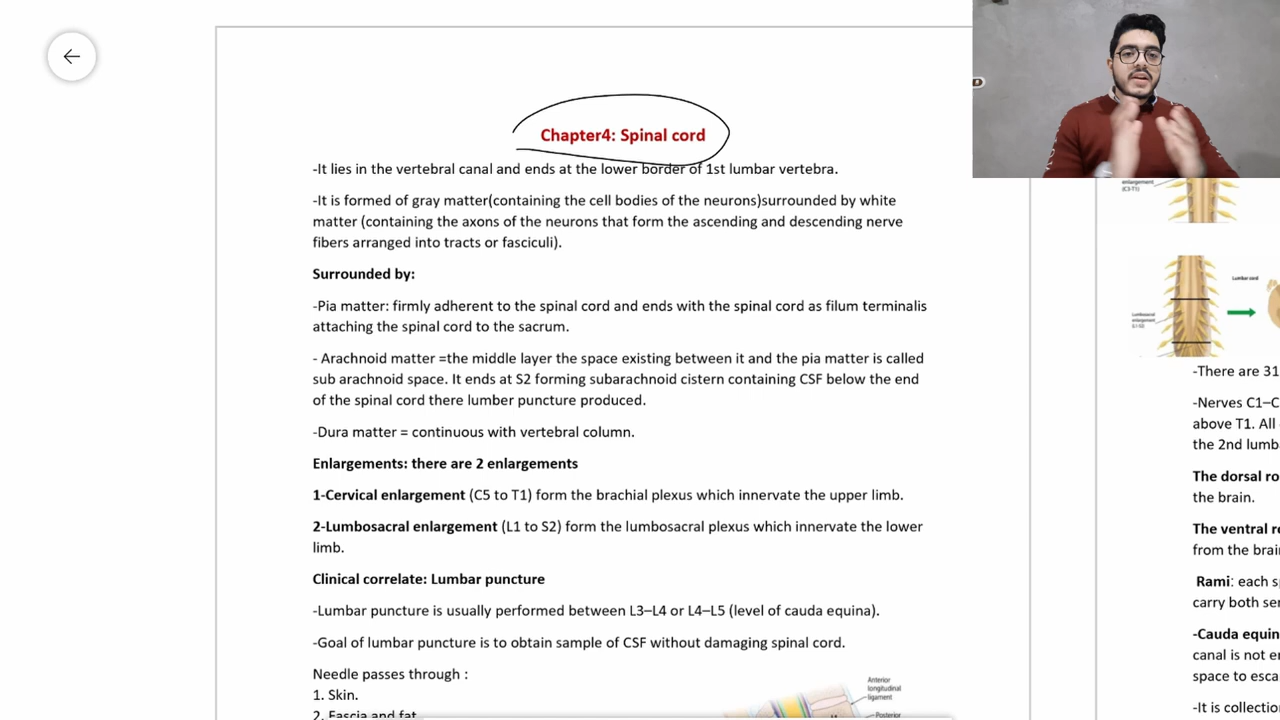 Chapter4: Spinal cord
-It lies in the vertebral canal and ends at the lower border of 1st lumbar vertebra.
-It is formed of gray matter(containing the cell bodies of the neurons)surrounded by white
matter (containing the axons of the neurons that form the ascending and descending nerve
fibers arranged into tracts or fasciculi).
Surrounded by:
-Pia matter: firmly adherent to the spinal cord and ends with the spinal cord as filum terminalis
attaching the spinal cord to the sacrum.
- Arachnoid matter =the middle layer the space existing between it and the pia matter is called
sub arachnoid space. It ends at S2 forming subarachnoid cistern containing CSF below the end
of the spinal cord there lumber puncture produced.
-Dura matter = continuous with vertebral column.
Enlargements: there are 2 enlargements
1-Cervical enlargement (C5 to T1) form the brachial plexus which innervate the upper limb.
2-Lumbosacral enlargement (L1 to S2) form the lumbosacral plexus which innervate the lower
limb.
Clinical correlate: Lumbar puncture
-Lumbar puncture is usually performed between L3–L4 or L4–L5 (level of cauda equina).
-Goal of lumbar puncture is to obtain sample of CSF without damaging spinal cord.
Needle passes through :
1. Skin.
2. Fascia and fat
Anterior
longitudinal
ligament
Posterior
enlargement
Lumbar cord
Lumbosacral
enlargement
-There are 31
-Nerves C1–C
above T1. All
the 2nd lumb
The dorsal ro
the brain.
The ventral r
from the brai
Rami: each s
carry both se
-Cauda equin
canal is not e
space to esca
-It is collectio